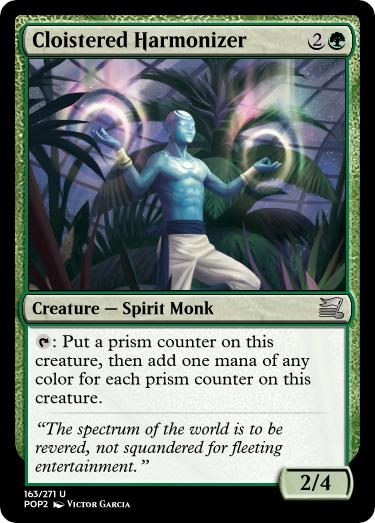 Cloistered Harmonizer 2
Creature — Spirit Monk
: Put a prism counter on this
creature, then add one mana of any
color for each prism counter on this
creature.
“The spectrum of the world is to be
revered, not squandered for fleeting
entertainment.”
2/4
163/271 U
POP2 Victor Garcia